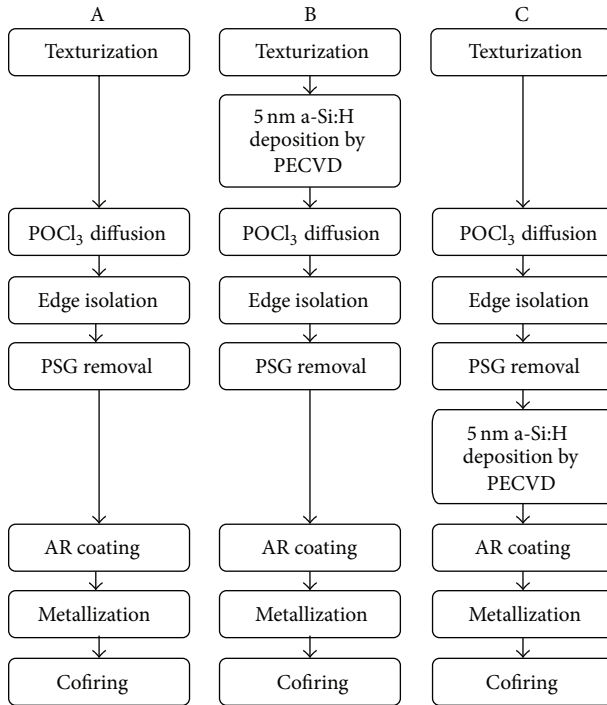 A
Texturization
POCl₃ diffusion
Edge isolation
PSG removal
AR coating
Metallization
Cofiring
B
Texturization
5 nm a-Si:H
deposition by
PECVD
POCl₃ diffusion
Edge isolation
PSG removal
AR coating
Metallization
Cofiring
C
Texturization
POCl₃ diffusion
Edge isolation
PSG removal
5 nm a-Si:H
deposition by
PECVD
AR coating
Metallization
Cofiring